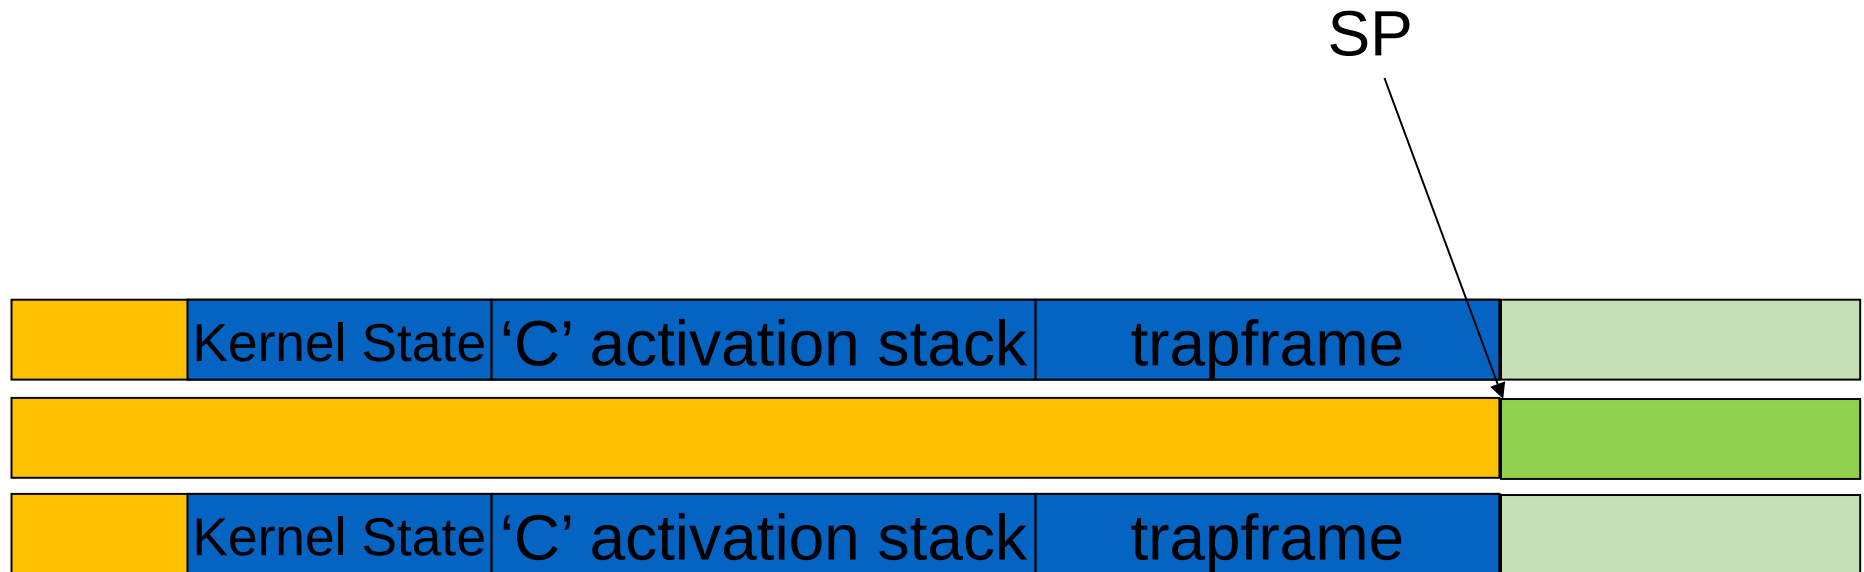 SP
Kernel State ‘C’ activation stack trapframe
Kernel State ‘C’ activation stack trapframe